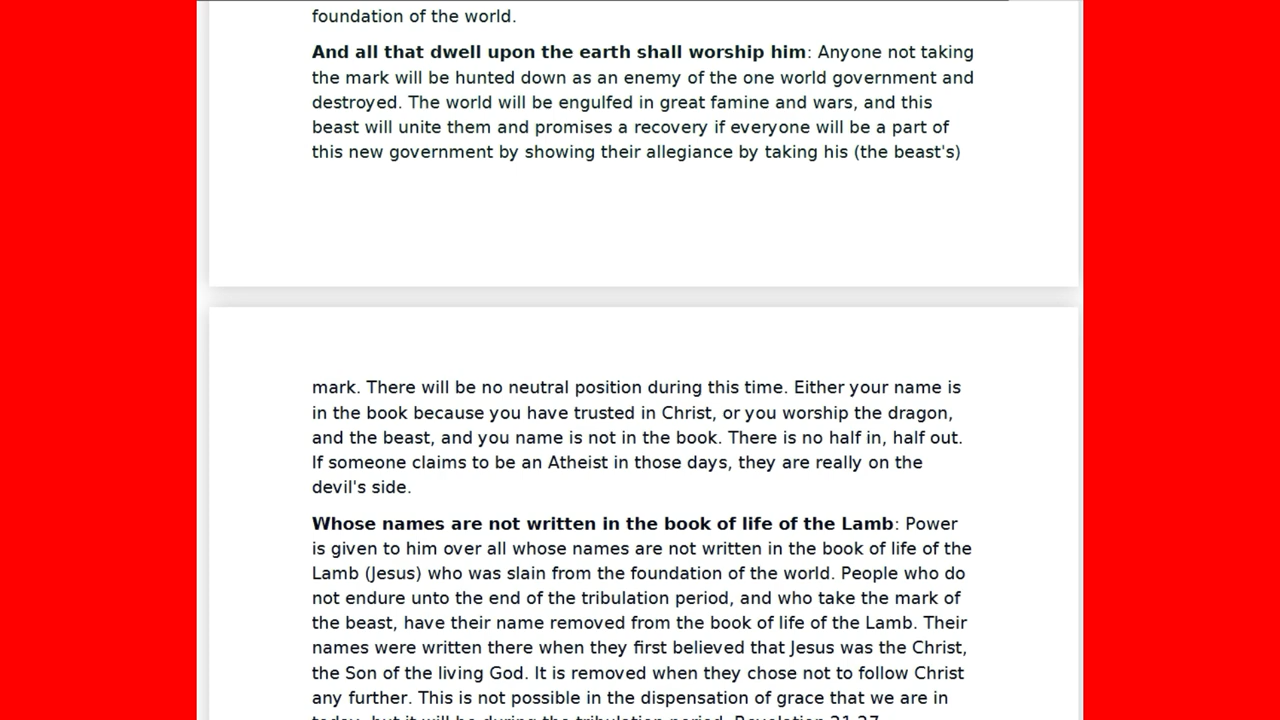 foundation of the world.
And all that dwell upon the earth shall worship him: Anyone not taking
the mark will be hunted down as an enemy of the one world government and
destroyed. The world will be engulfed in great famine and wars, and this
beast will unite them and promises a recovery if everyone will be a part of
this new government by showing their allegiance by taking his (the beast's)
mark. There will be no neutral position during this time. Either your name is
in the book because you have trusted in Christ, or you worship the dragon,
and the beast, and you name is not in the book. There is no half in, half out.
If someone claims to be an Atheist in those days, they are really on the
devil's side.
Whose names are not written in the book of life of the Lamb: Power
is given to him over all whose names are not written in the book of life of the
Lamb (Jesus) who was slain from the foundation of the world. People who do
not endure unto the end of the tribulation period, and who take the mark of
the beast, have their name removed from the book of life of the Lamb. Their
names were written there when they first believed that Jesus was the Christ,
the Son of the living God. It is removed when they chose not to follow Christ
any further. This is not possible in the dispensation of grace that we are in
today, but it will be during the tribulation period. Revelation 21:27